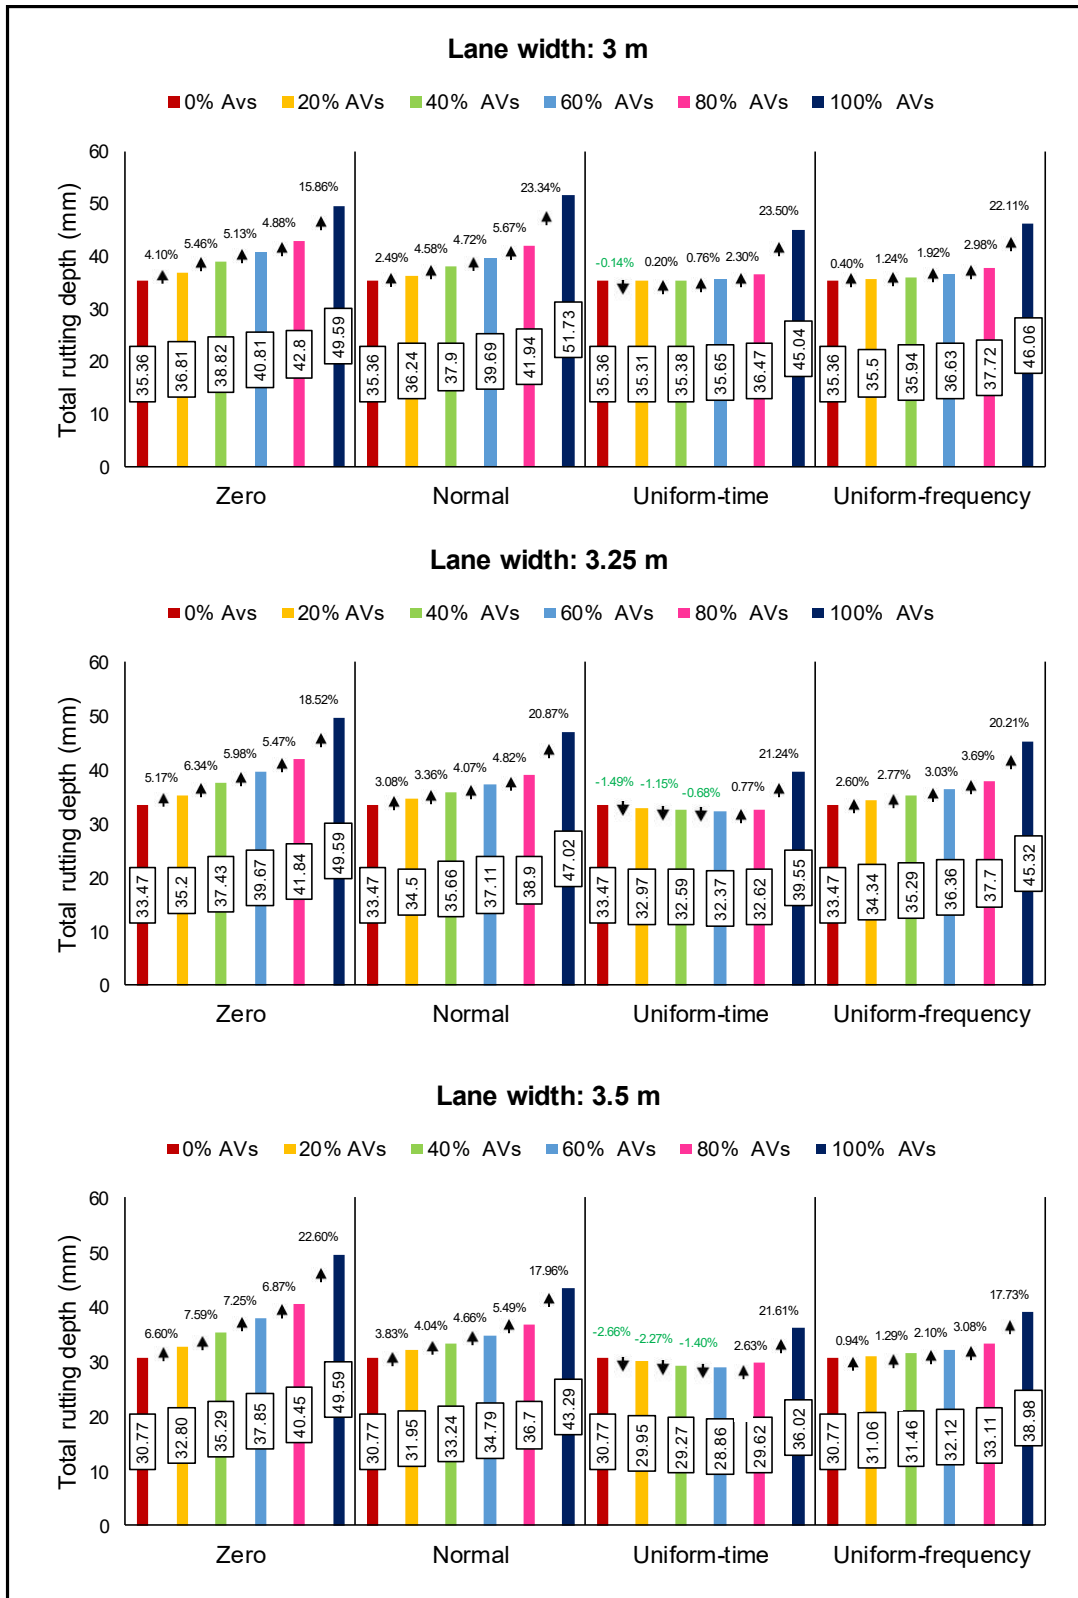 Lane width: 3 m
0% Avs 20% AVs 40% AVs 60% AVs 80% AVs 100% AVs
Total rutting depth (mm)
60
50
40
30
20
10
0
4.10% 5.46% 5.13% 4.88% 15.86%
35.36 36.81 38.82 40.81 42.8 49.59
2.49% 4.58% 4.72% 5.67% 23.34%
35.36 36.24 37.9 39.69 41.94 51.73
-0.14% 0.20% 0.76% 2.30% 23.50%
35.36 35.31 35.38 35.65 36.47 45.04
0.40% 1.24% 1.92% 2.98% 22.11%
35.36 35.5 35.94 36.63 37.72 46.06
Zero Normal Uniform-time Uniform-frequency
Lane width: 3.25 m
0% Avs 20% AVs 40% AVs 60% AVs 80% AVs 100% AVs
Total rutting depth (mm)
60
50
40
30
20
10
0
5.17% 6.34% 5.98% 5.47% 18.52%
33.47 35.2 37.43 39.67 41.84 49.59
3.08% 3.36% 4.07% 4.82% 20.87%
33.47 34.5 35.66 37.11 38.9 47.02
-1.49% -1.15% -0.68% 0.77% 21.24%
33.47 32.97 32.59 32.37 32.62 39.55
2.60% 2.77% 3.03% 3.69% 20.21%
33.47 34.34 35.29 36.36 37.7 45.32
Zero Normal Uniform-time Uniform-frequency
Lane width: 3.5 m
0% AVs 20% AVs 40% AVs 60% AVs 80% AVs 100% AVs
Total rutting depth (mm)
60
50
40
30
20
10
0
6.60% 7.59% 7.25% 6.87% 22.60%
30.77 32.80 35.29 37.85 40.45 49.59
3.83% 4.04% 4.66% 5.49% 17.96%
30.77 31.95 33.24 34.79 36.7 43.29
-2.66% -2.27% -1.40% 2.63% 21.61%
30.77 29.95 29.27 28.86 29.62 36.02
0.94% 1.29% 2.10% 3.08% 17.73%
30.77 31.06 31.46 32.12 33.11 38.98
Zero Normal Uniform-time Uniform-frequency